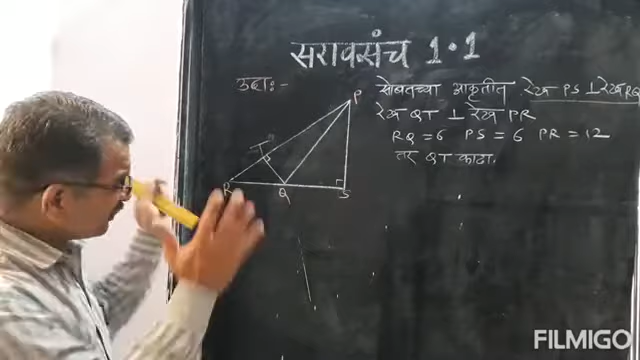 सरावसंच 1.1
उदा:-
सोबतच्या आकृतीत रेख PS ⊥ रेख RQ
रेख QT ⊥ रेख PR
RQ = 6 PS = 6 PR = 12
तर QT काढा.
P
T
R Q S
FILMIGO